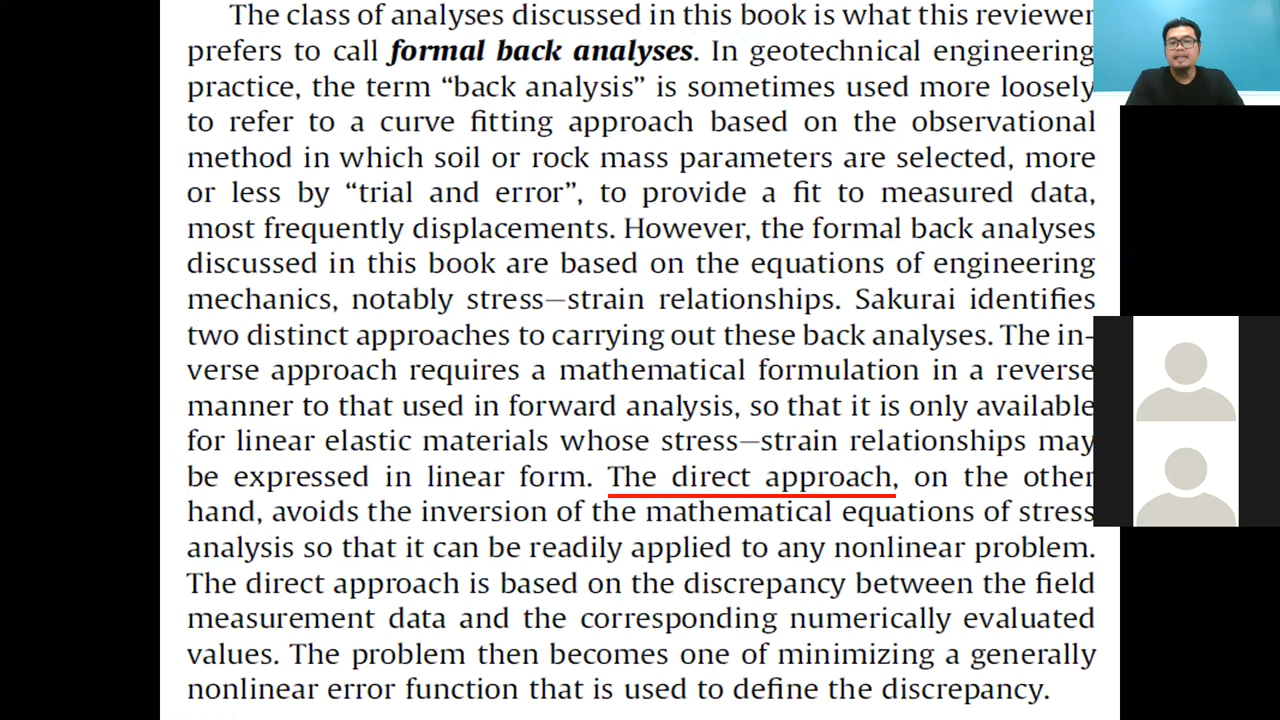 The class of analyses discussed in this book is what this reviewer
prefers to call formal back analyses. In geotechnical engineering
practice, the term “back analysis” is sometimes used more loosely
to refer to a curve fitting approach based on the observational
method in which soil or rock mass parameters are selected, more
or less by “trial and error”, to provide a fit to measured data,
most frequently displacements. However, the formal back analyses
discussed in this book are based on the equations of engineering
mechanics, notably stress–strain relationships. Sakurai identifies
two distinct approaches to carrying out these back analyses. The in-
verse approach requires a mathematical formulation in a reverse
manner to that used in forward analysis, so that it is only available
for linear elastic materials whose stress–strain relationships may
be expressed in linear form. The direct approach, on the other
hand, avoids the inversion of the mathematical equations of stress
analysis so that it can be readily applied to any nonlinear problem.
The direct approach is based on the discrepancy between the field
measurement data and the corresponding numerically evaluated
values. The problem then becomes one of minimizing a generally
nonlinear error function that is used to define the discrepancy.